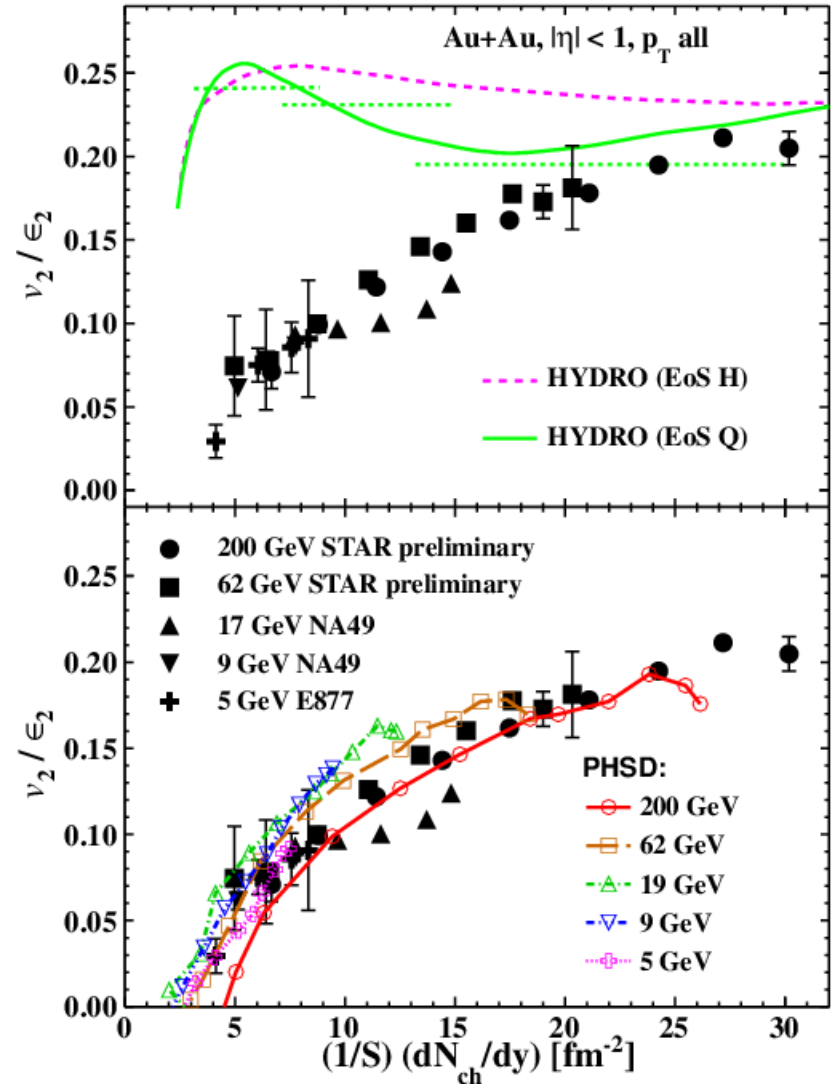 Au+Au, |η| < 1, p_T all
0.25
0.20
0.15
0.10
0.05
0.00
v_2 / ϵ_2
HYDRO (EoS H)
HYDRO (EoS Q)
200 GeV STAR preliminary
62 GeV STAR preliminary
17 GeV NA49
9 GeV NA49
5 GeV E877
0.25
0.20
0.15
0.10
0.05
0.00
v_2 / ϵ_2
PHSD:
200 GeV
62 GeV
19 GeV
9 GeV
5 GeV
0 5 10 15 20 25 30
(1/S) (dN_ch/dy) [fm^-2]